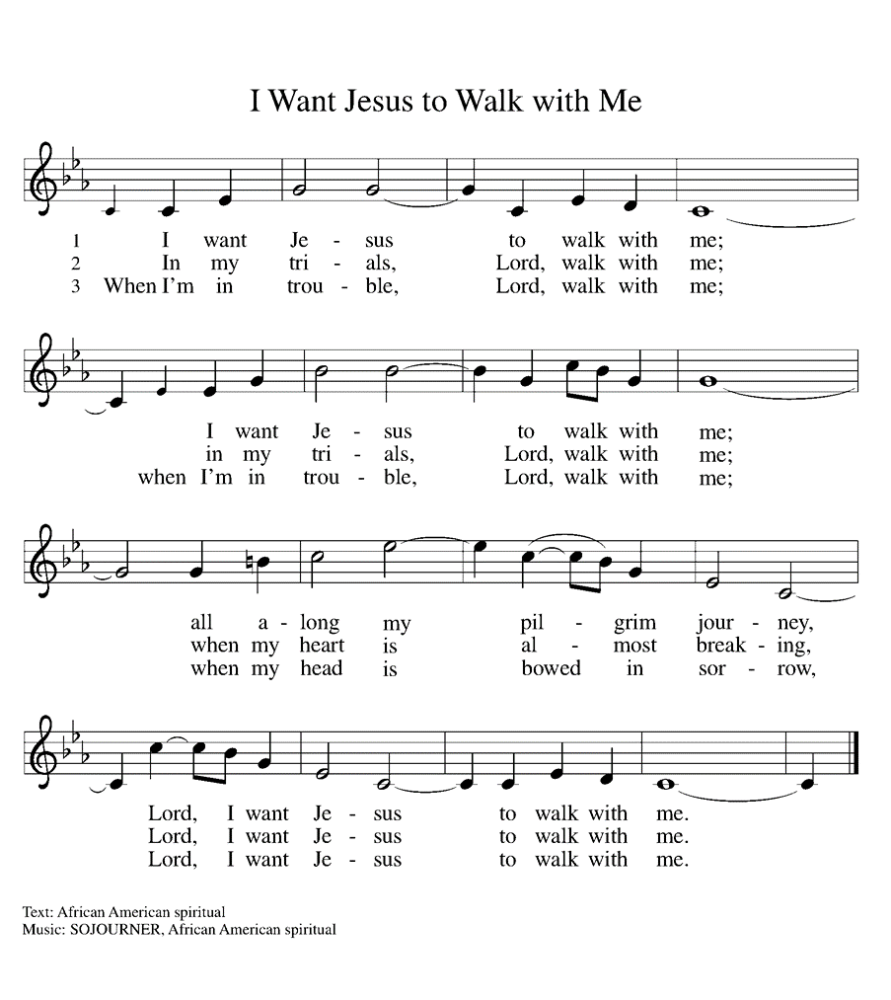 I Want Jesus to Walk with Me
1 I want Je - sus to walk with me;
2 In my tri - als, Lord, walk with me;
3 When I'm in trou - ble, Lord, walk with me;
I want Je - sus to walk with me;
in my tri - als, Lord, walk with me;
when I'm in trou - ble, Lord, walk with me;
all a - long my pil - grim jour - ney,
when my heart is al - most break - ing,
when my head is bowed in sor - row,
Lord, I want Je - sus to walk with me.
Lord, I want Je - sus to walk with me.
Lord, I want Je - sus to walk with me.
Text: African American spiritual
Music: SOJOURNER, African American spiritual